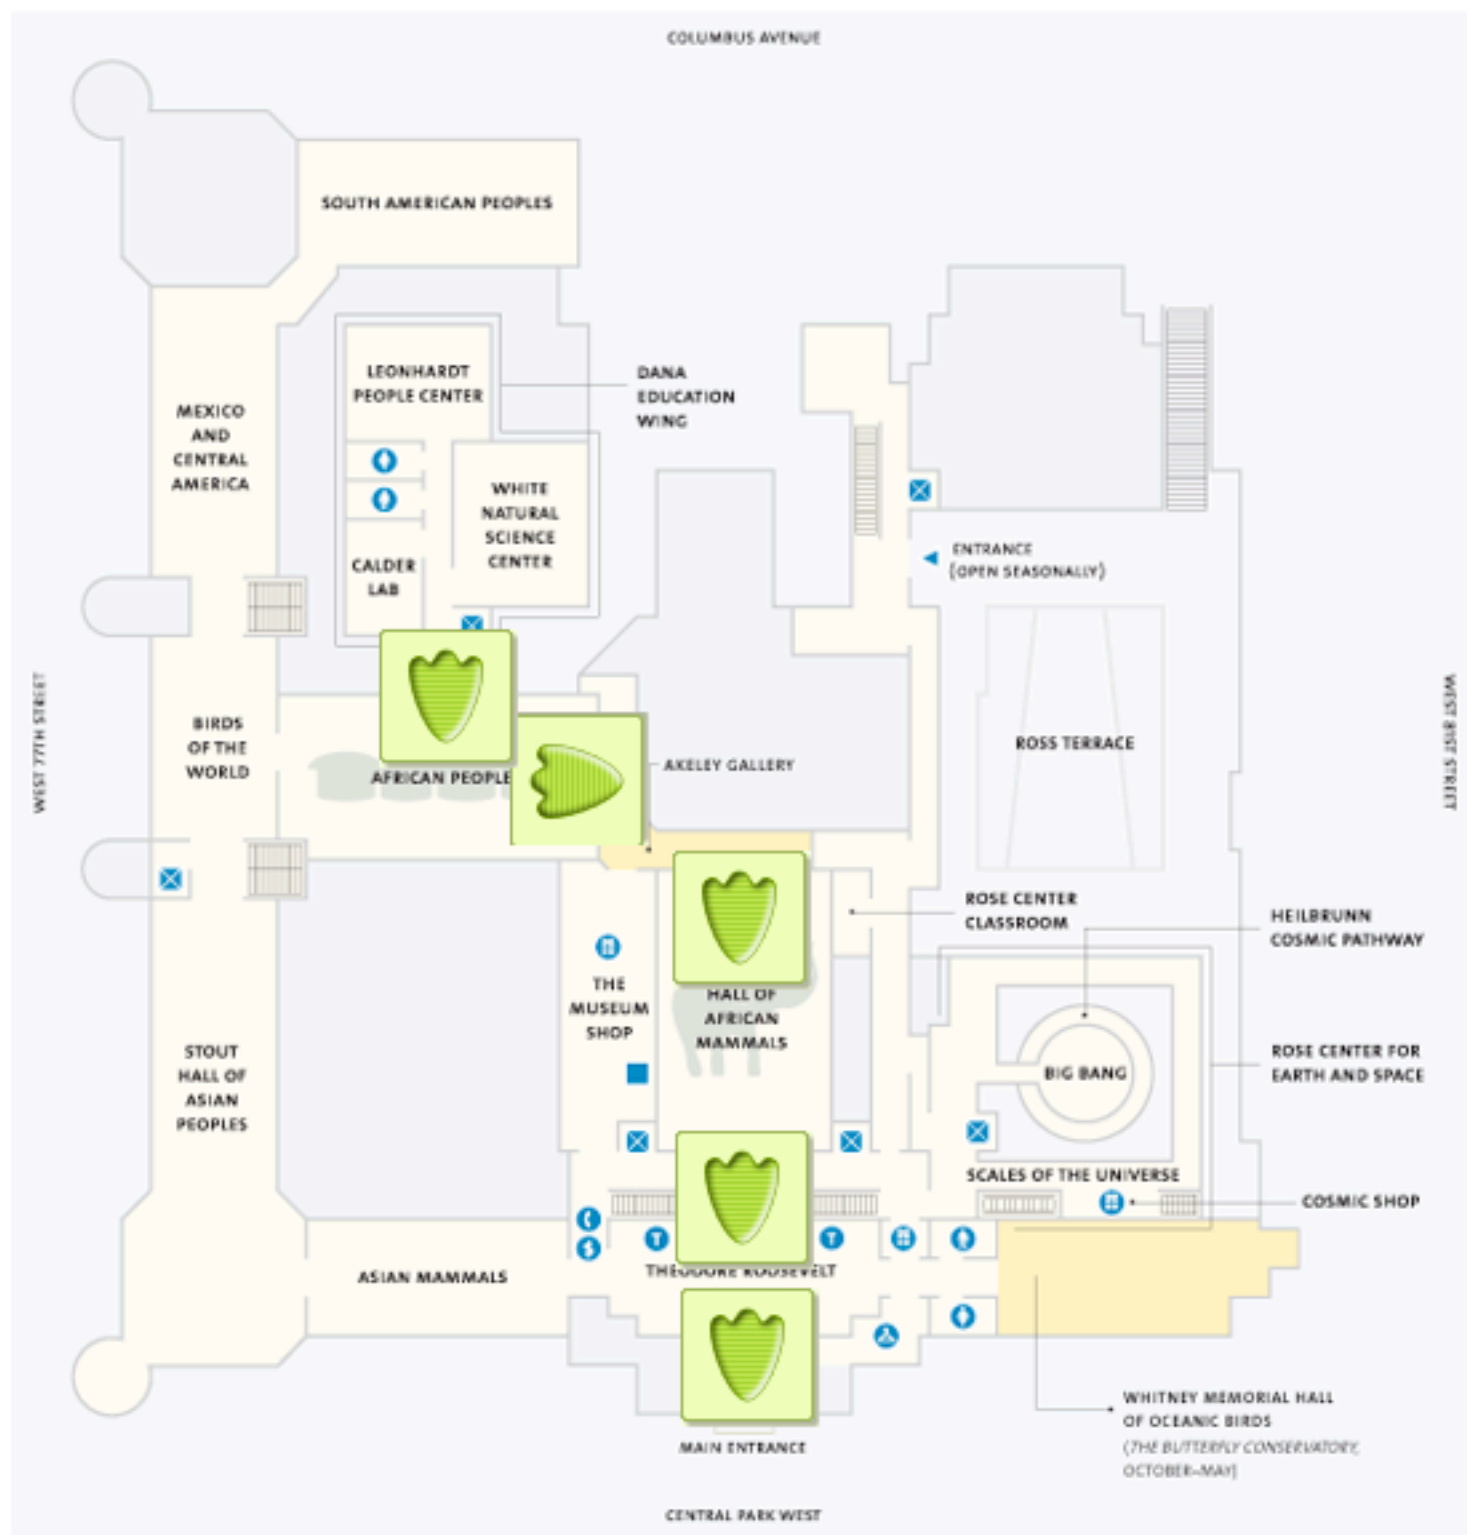 COLUMBUS AVENUE
SOUTH AMERICAN PEOPLES
LEONHARDT
PEOPLE CENTER
DANA
EDUCATION
WING
MEXICO
AND
CENTRAL
AMERICA
WHITE
NATURAL
SCIENCE
CENTER
CALDER
LAB
ENTRANCE
(OPEN SEASONALLY)
WEST 77TH STREET
BIRDS
OF THE
WORLD
AFRICAN PEOPLE
AKELEY GALLERY
ROSS TERRACE
WEST 81ST STREET
ROSE CENTER
CLASSROOM
HEILBRUNN
COSMIC PATHWAY
THE
MUSEUM
SHOP
HALL OF
AFRICAN
MAMMALS
STOUT
HALL OF
ASIAN
PEOPLES
BIG BANG
ROSE CENTER FOR
EARTH AND SPACE
SCALES OF THE UNIVERSE
COSMIC SHOP
T
T
THEODORE ROOSEVELT
ASIAN MAMMALS
WHITNEY MEMORIAL HALL
OF OCEANIC BIRDS
(THE BUTTERFLY CONSERVATORY,
OCTOBER–MAY)
MAIN ENTRANCE
CENTRAL PARK WEST